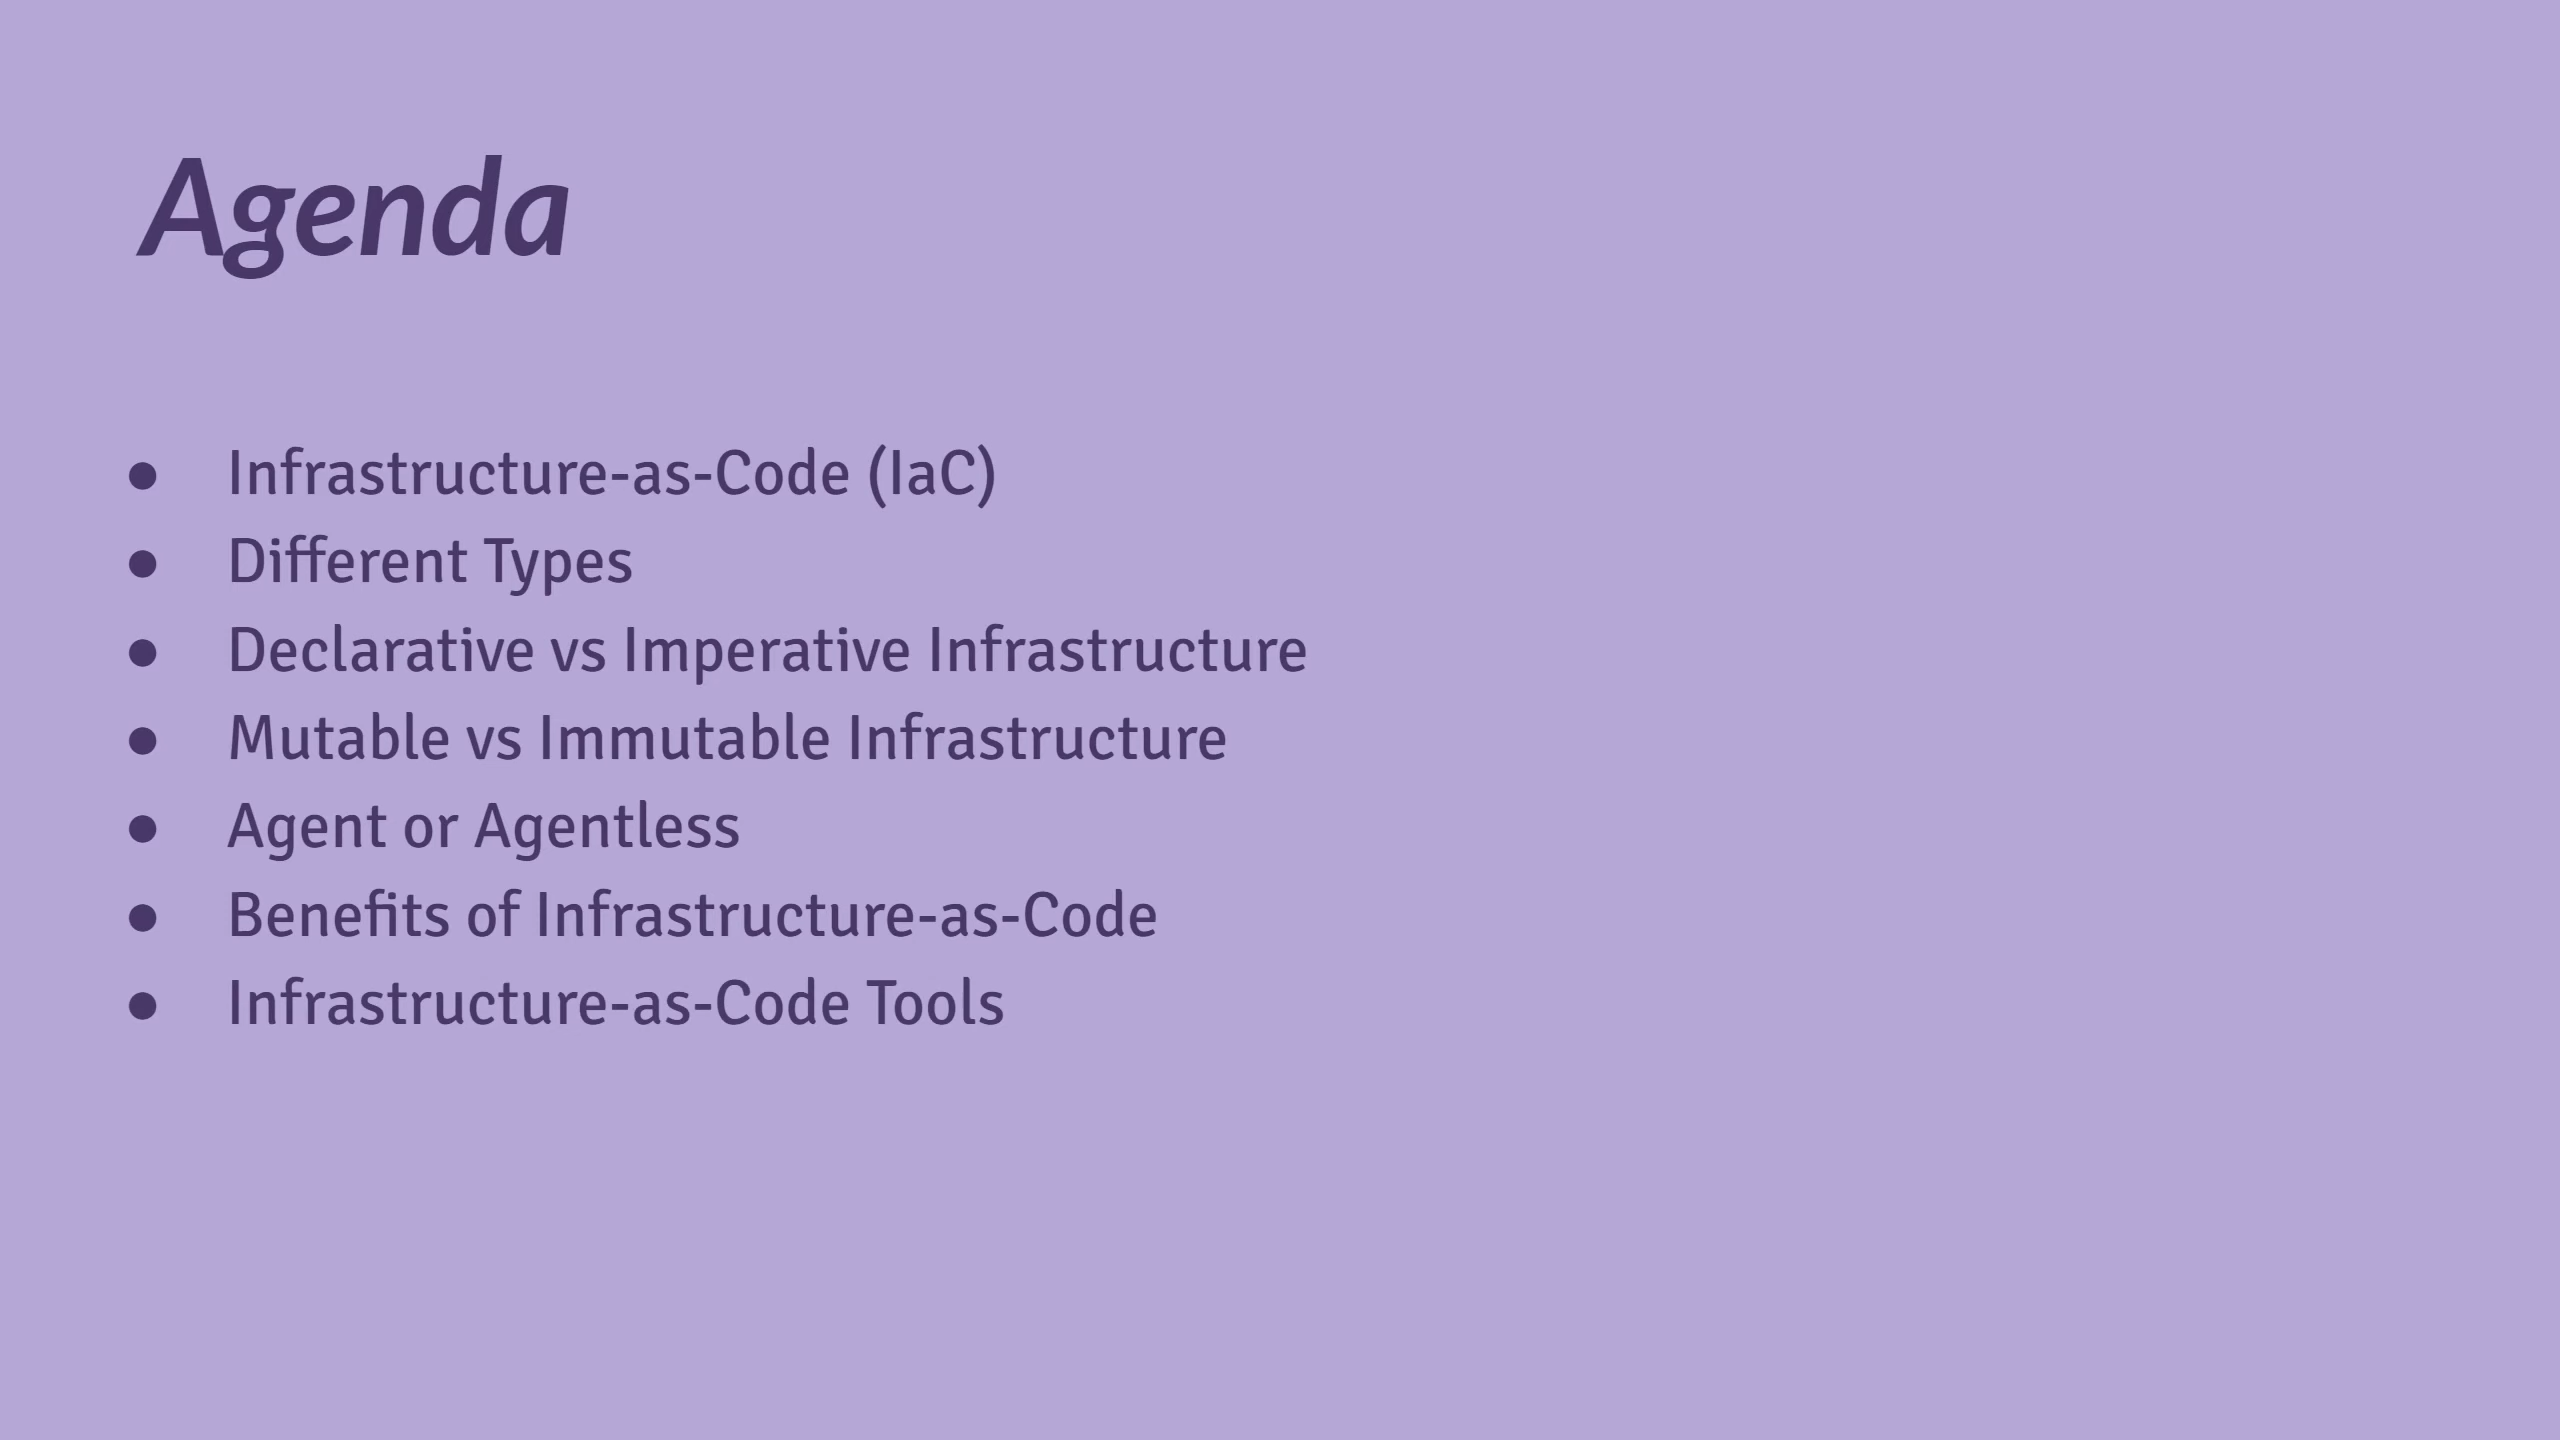 Agenda
● Infrastructure-as-Code (IaC)
● Different Types
● Declarative vs Imperative Infrastructure
● Mutable vs Immutable Infrastructure
● Agent or Agentless
● Benefits of Infrastructure-as-Code
● Infrastructure-as-Code Tools